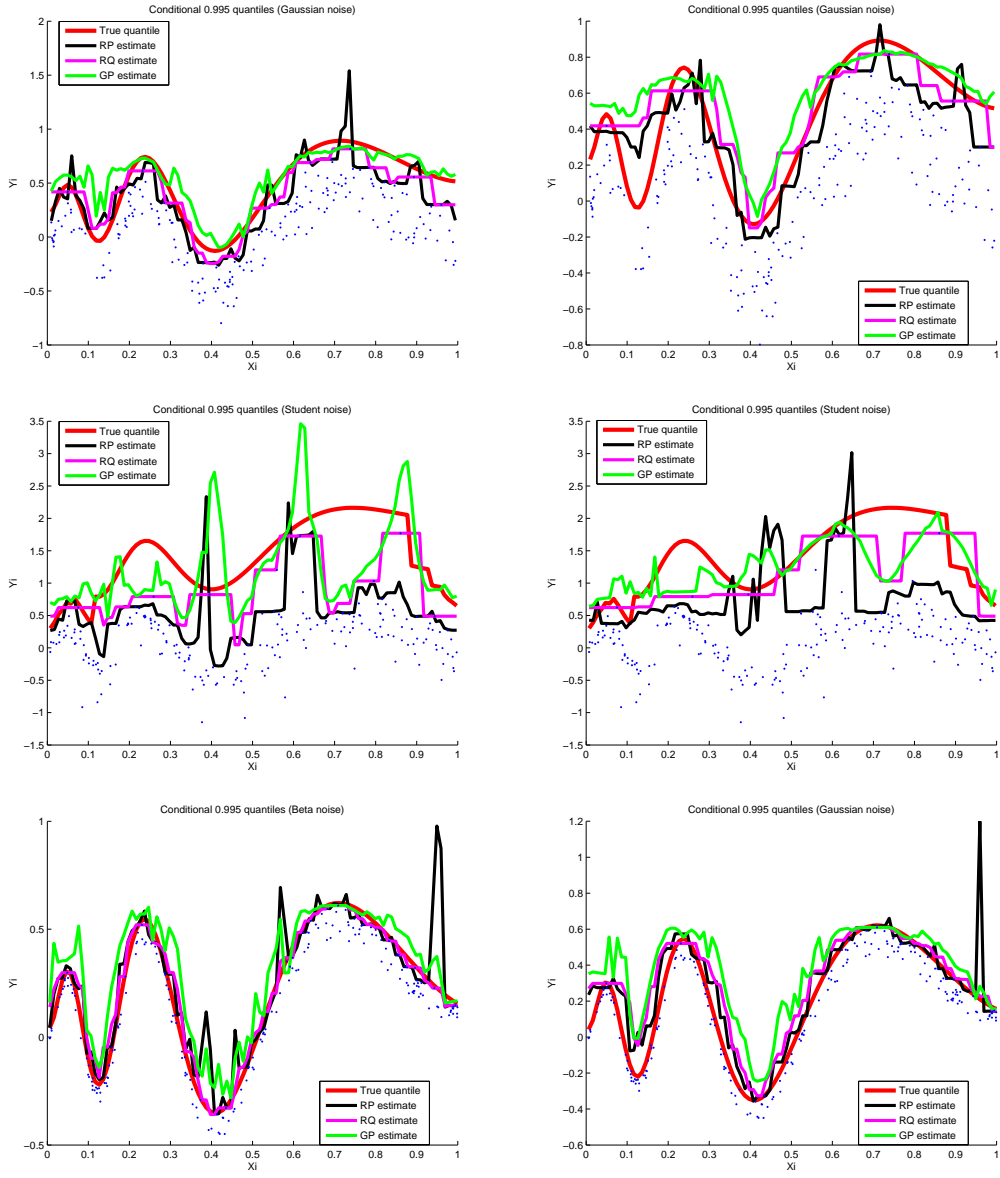 Conditional 0.995 quantiles (Gaussian noise)
2
1.5
1
0.5
0
−0.5
−1
Yi
True quantile
RP estimate
RQ estimate
GP estimate
0 0.1 0.2 0.3 0.4 0.5 0.6 0.7 0.8 0.9 1
Xi
Conditional 0.995 quantiles (Gaussian noise)
1
0.8
0.6
0.4
0.2
0
−0.2
−0.4
−0.6
−0.8
Yi
True quantile
RP estimate
RQ estimate
GP estimate
0 0.1 0.2 0.3 0.4 0.5 0.6 0.7 0.8 0.9 1
Xi
Conditional 0.995 quantiles (Student noise)
3.5
3
2.5
2
1.5
1
0.5
0
−0.5
−1
−1.5
Yi
True quantile
RP estimate
RQ estimate
GP estimate
0 0.1 0.2 0.3 0.4 0.5 0.6 0.7 0.8 0.9 1
Xi
Conditional 0.995 quantiles (Student noise)
3.5
3
2.5
2
1.5
1
0.5
0
−0.5
−1
−1.5
Yi
True quantile
RP estimate
RQ estimate
GP estimate
0 0.1 0.2 0.3 0.4 0.5 0.6 0.7 0.8 0.9 1
Xi
Conditional 0.995 quantiles (Beta noise)
1
0.5
0
−0.5
Yi
True quantile
RP estimate
RQ estimate
GP estimate
0 0.1 0.2 0.3 0.4 0.5 0.6 0.7 0.8 0.9 1
Xi
Conditional 0.995 quantiles (Gaussian noise)
1.2
1
0.8
0.6
0.4
0.2
0
−0.2
−0.4
−0.6
Yi
True quantile
RP estimate
RQ estimate
GP estimate
0 0.1 0.2 0.3 0.4 0.5 0.6 0.7 0.8 0.9 1
Xi